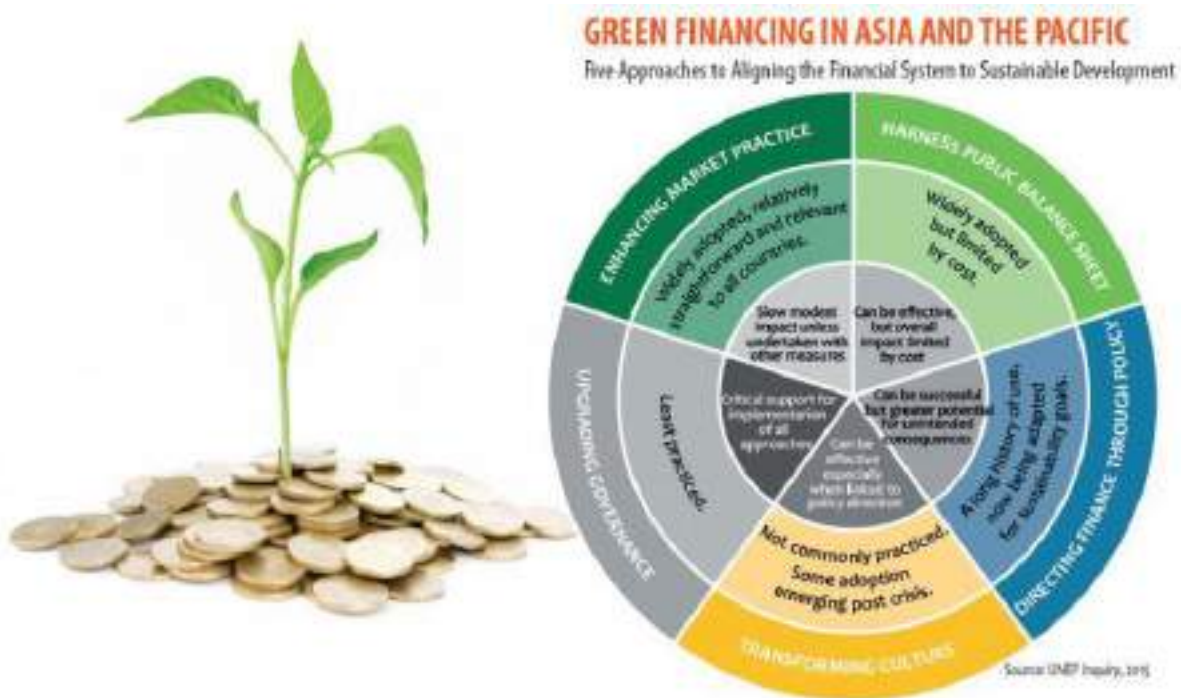 GREEN FINANCING IN ASIA AND THE PACIFIC
Five Approaches to Aligning the Financial System to Sustainable Development
ENHANCING MARKET PRACTICE
Widely adopted, relatively
straightforward and relevant
to all countries.
Slow modest
impact unless
undertaken with
other measures
HARNESS PUBLIC BALANCE SHEET
Widely adopted
but limited
by cost.
Can be effective,
but overall
impact limited
by cost
DIRECTING FINANCE THROUGH POLICY
A long history of use,
now being adapted
for sustainability goals.
Can be successful
but greater potential
for unintended
consequences
TRANSFORMING CULTURE
Not commonly practiced.
Some adoption
emerging post crisis.
Can be
effective
especially
when linked to
policy direction
UPGRADING GOVERNANCE
Least practiced.
Critical support for
implementation
of all
approaches
Source: UNEP Inquiry, 2015